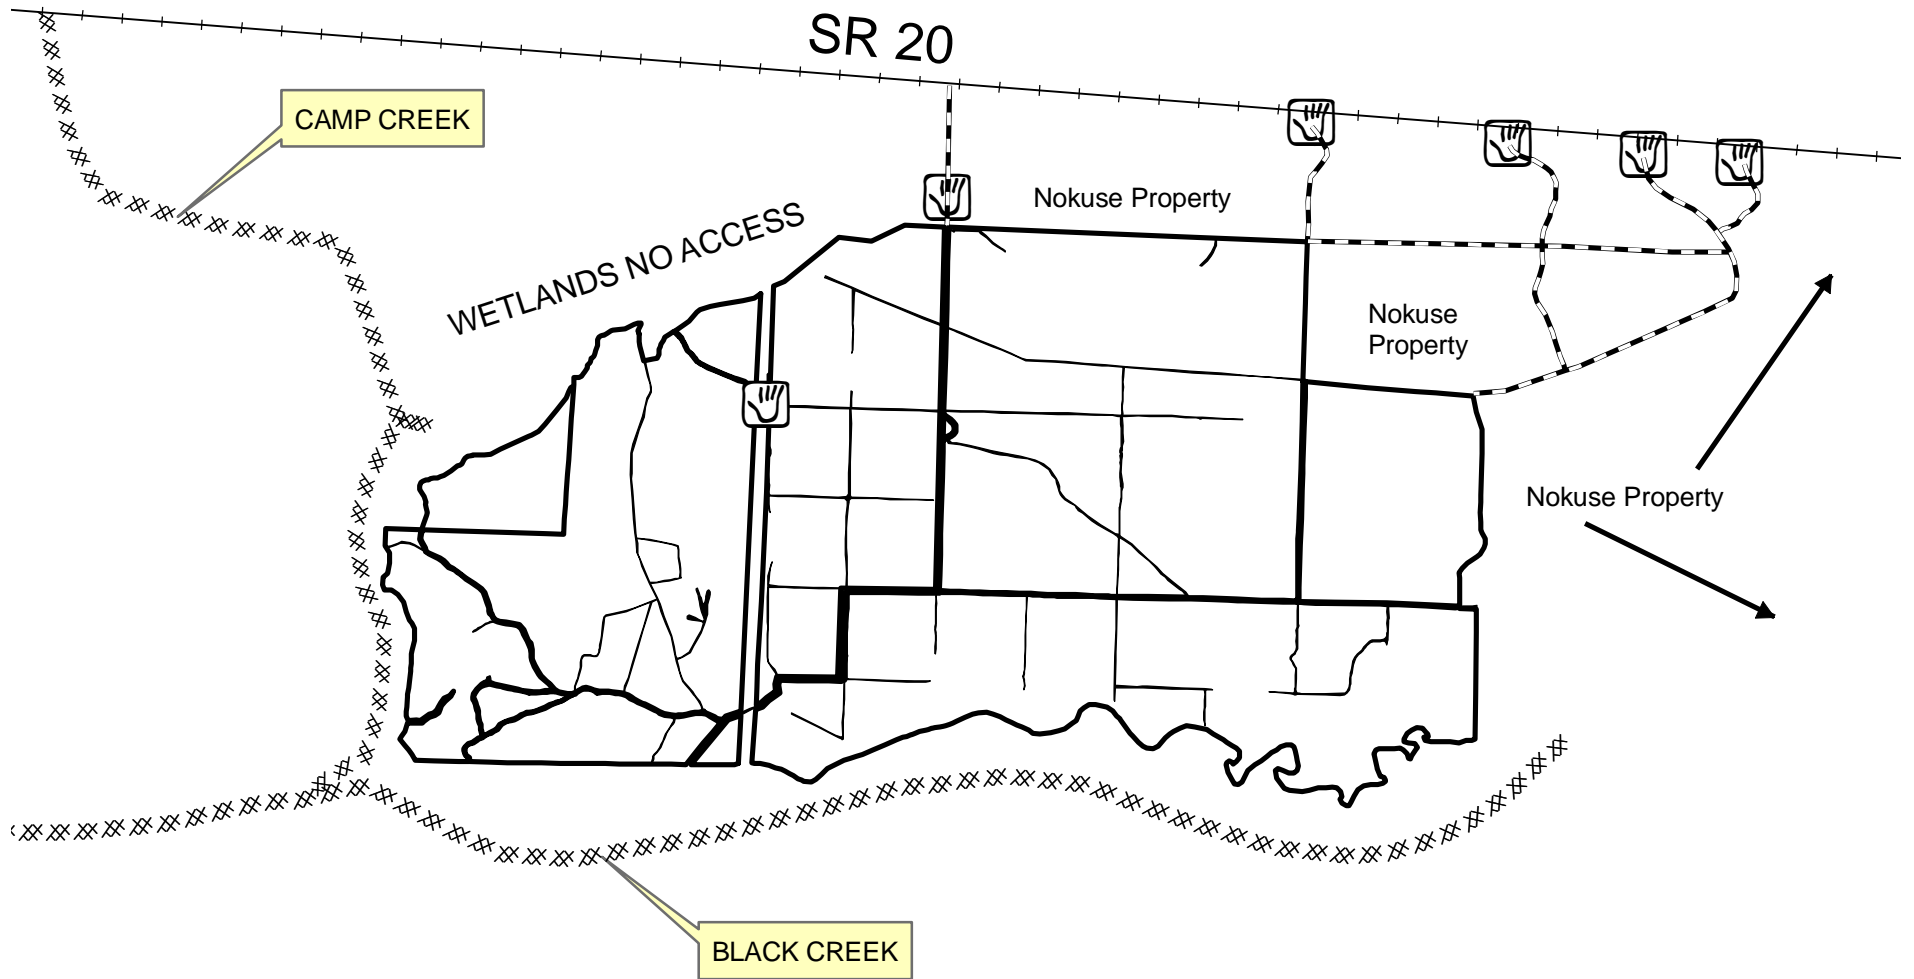 SR 20
CAMP CREEK
Nokuse Property
WETLANDS NO ACCESS
Nokuse
Property
Nokuse Property
BLACK CREEK